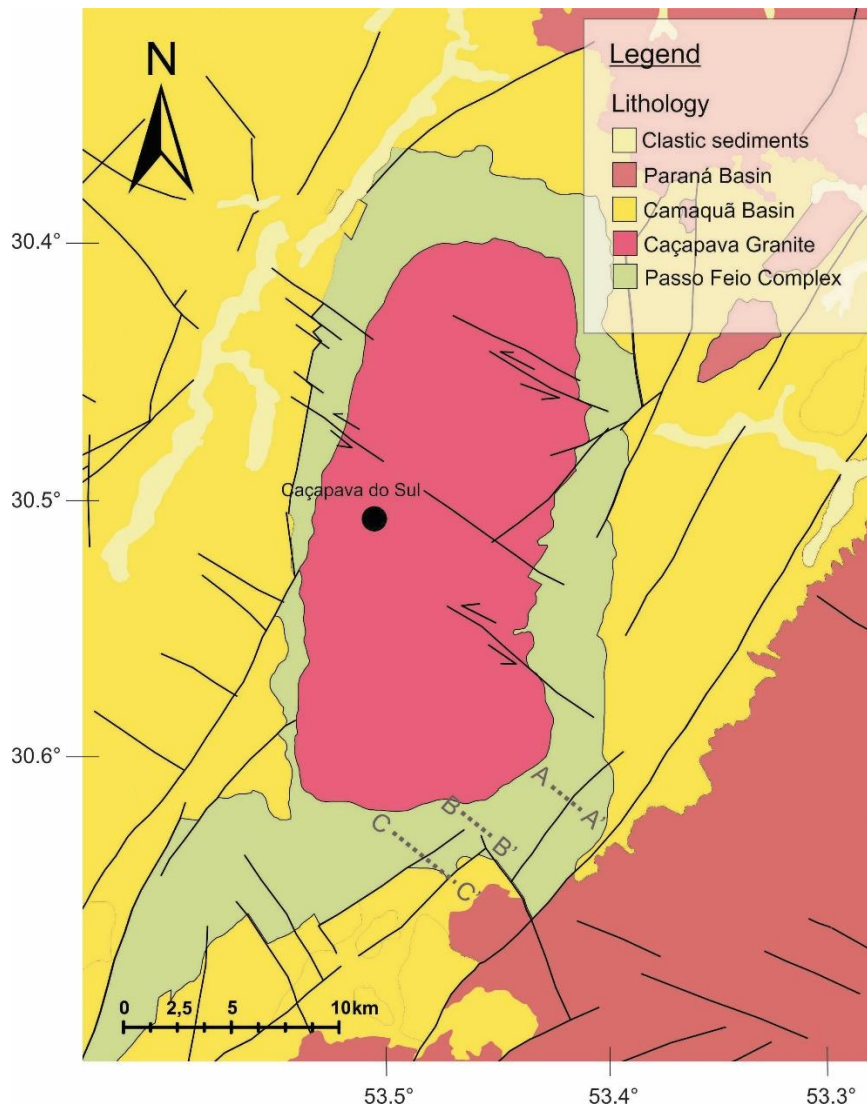 N
Legend
Lithology
Clastic sediments
Paraná Basin
Camaquã Basin
Caçapava Granite
Passo Feio Complex
30.4°
30.5°
30.6°
Caçapava do Sul
A
A'
B
B'
C
C'
0 2,5 5 10km
53.5° 53.4° 53.3°